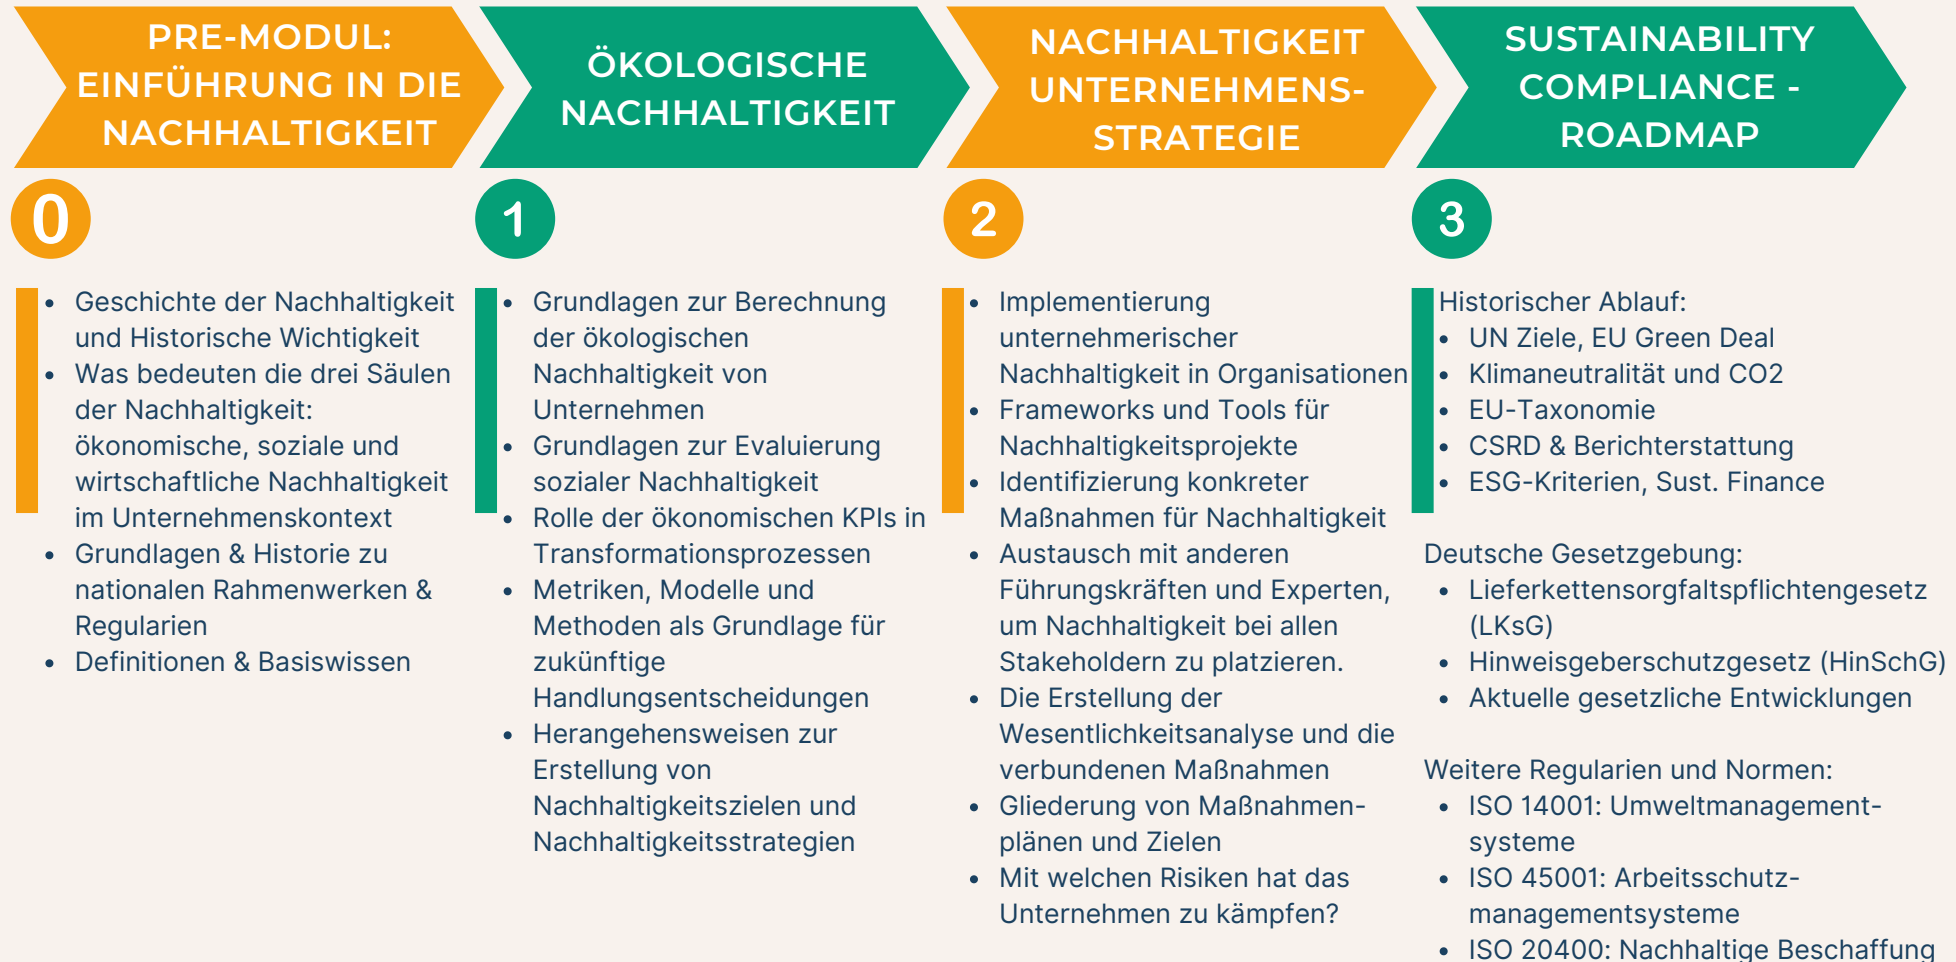 PRE-MODUL:
EINFÜHRUNG IN DIE
NACHHALTIGKEIT
ÖKOLOGISCHE
NACHHALTIGKEIT
NACHHALTIGKEIT
UNTERNEHMENS-
STRATEGIE
SUSTAINABILITY
COMPLIANCE -
ROADMAP
0
• Geschichte der Nachhaltigkeit
und Historische Wichtigkeit
• Was bedeuten die drei Säulen
der Nachhaltigkeit:
ökonomische, soziale und
wirtschaftliche Nachhaltigkeit
im Unternehmenskontext
• Grundlagen & Historie zu
nationalen Rahmenwerken &
Regularien
• Definitionen & Basiswissen
1
• Grundlagen zur Berechnung
der ökologischen
Nachhaltigkeit von
Unternehmen
• Grundlagen zur Evaluierung
sozialer Nachhaltigkeit
• Rolle der ökonomischen KPIs in
Transformationsprozessen
• Metriken, Modelle und
Methoden als Grundlage für
zukünftige
Handlungsentscheidungen
• Herangehensweisen zur
Erstellung von
Nachhaltigkeitszielen und
Nachhaltigkeitsstrategien
2
• Implementierung
unternehmerischer
Nachhaltigkeit in Organisationen
• Frameworks und Tools für
Nachhaltigkeitsprojekte
• Identifizierung konkreter
Maßnahmen für Nachhaltigkeit
• Austausch mit anderen
Führungskräften und Experten,
um Nachhaltigkeit bei allen
Stakeholdern zu platzieren.
• Die Erstellung der
Wesentlichkeitsanalyse und die
verbundenen Maßnahmen
• Gliederung von Maßnahmen-
plänen und Zielen
• Mit welchen Risiken hat das
Unternehmen zu kämpfen?
3
Historischer Ablauf:
• UN Ziele, EU Green Deal
• Klimaneutralität und CO2
• EU-Taxonomie
• CSRD & Berichterstattung
• ESG-Kriterien, Sust. Finance
Deutsche Gesetzgebung:
• Lieferkettensorgfaltspflichtengesetz
(LKsG)
• Hinweisgeberschutzgesetz (HinSchG)
• Aktuelle gesetzliche Entwicklungen
Weitere Regularien und Normen:
• ISO 14001: Umweltmanagement-
systeme
• ISO 45001: Arbeitsschutz-
managementsysteme
• ISO 20400: Nachhaltige Beschaffung